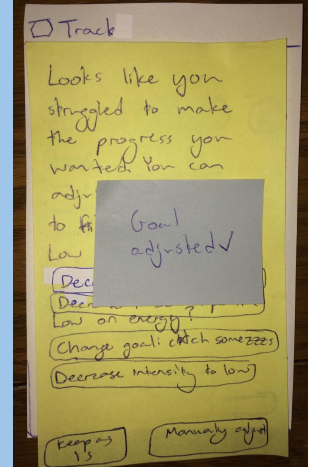 Track
Looks like you
struggled to make
the progress you
wanted. You can
adju
to
Low
Goal
adjusted✓
Dec
Dec
Low on energy?
Change goal: catch some zzzs
Decrease intensity to low
Keep as
is
Manually adjust